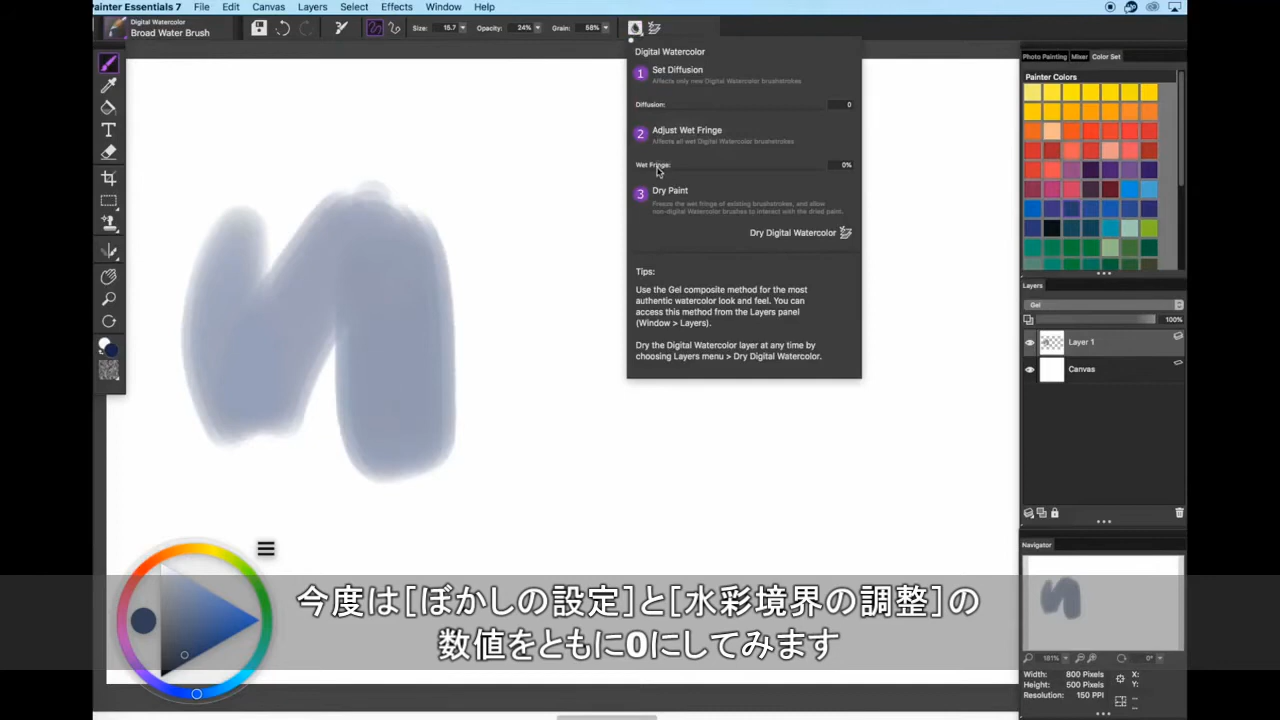 Painter Essentials 7 File Edit Canvas Layers Select Effects Window Help
Digital Watercolor
Broad Water Brush
Size: 15.7 Opacity: 24% Grain: 58%
Digital Watercolor
1 Set Diffusion
Affects only new Digital Watercolor brushstrokes
Diffusion: 0
2 Adjust Wet Fringe
Affects all wet Digital Watercolor brushstrokes
Wet Fringe: 0%
3 Dry Paint
Freeze the wet fringe of existing brushstrokes, and allow
non-digital Watercolor brushes to interact with the dried paint.
Dry Digital Watercolor
Tips:
Use the Gel composite method for the most
authentic watercolor look and feel. You can
access this method from the Layers panel
(Window > Layers).
Dry the Digital Watercolor layer at any time by
choosing Layers menu > Dry Digital Watercolor.
Photo Painting Mixer Color Set
Painter Colors
Layers
Gel
100%
Layer 1
Canvas
Navigator
181% 0°
Width: 800 Pixels X:
Height: 500 Pixels Y:
Resolution: 150 PPI
今度は[ぼかしの設定]と[水彩境界の調整]の
数値をともに0にしてみます